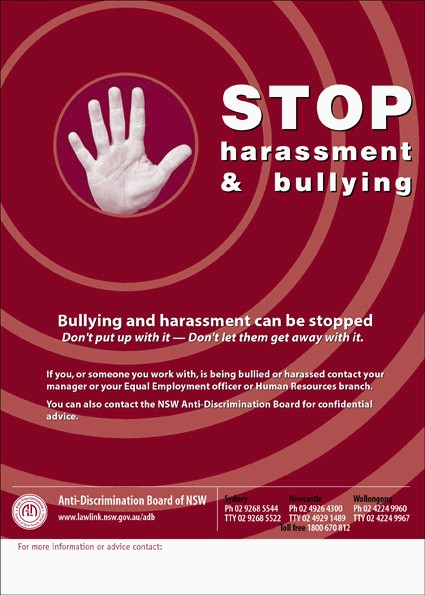 STOP
harassment
& bullying
Bullying and harassment can be stopped
Don't put up with it — Don't let them get away with it.
If you, or someone you work with, is being bullied or harassed contact your
manager or your Equal Employment officer or Human Resources branch.
You can also contact the NSW Anti-Discrimination Board for confidential
advice.
Anti-Discrimination Board of NSW
www.lawlink.nsw.gov.au/adb
Sydney
Ph 02 9268 5544
TTY 02 9268 5522
Newcastle
Ph 02 4926 4300
TTY 02 4929 1489
Wollongong
Ph 02 4224 9960
TTY 02 4224 9967
Toll free 1800 670 812
For more information or advice contact: